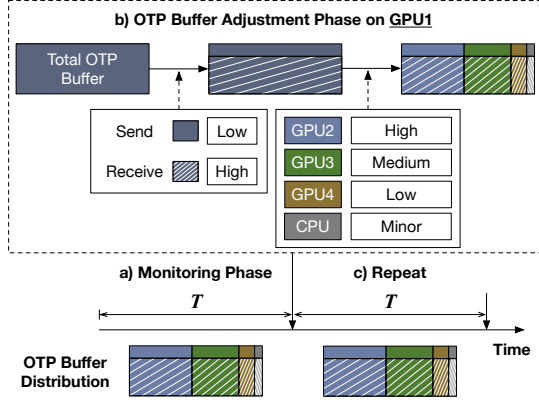 b) OTP Buffer Adjustment Phase on GPU1
Total OTP
Buffer
Send
Low
Receive
High
GPU2
High
GPU3
Medium
GPU4
Low
CPU
Minor
a) Monitoring Phase
c) Repeat
T
T
Time
OTP Buffer
Distribution